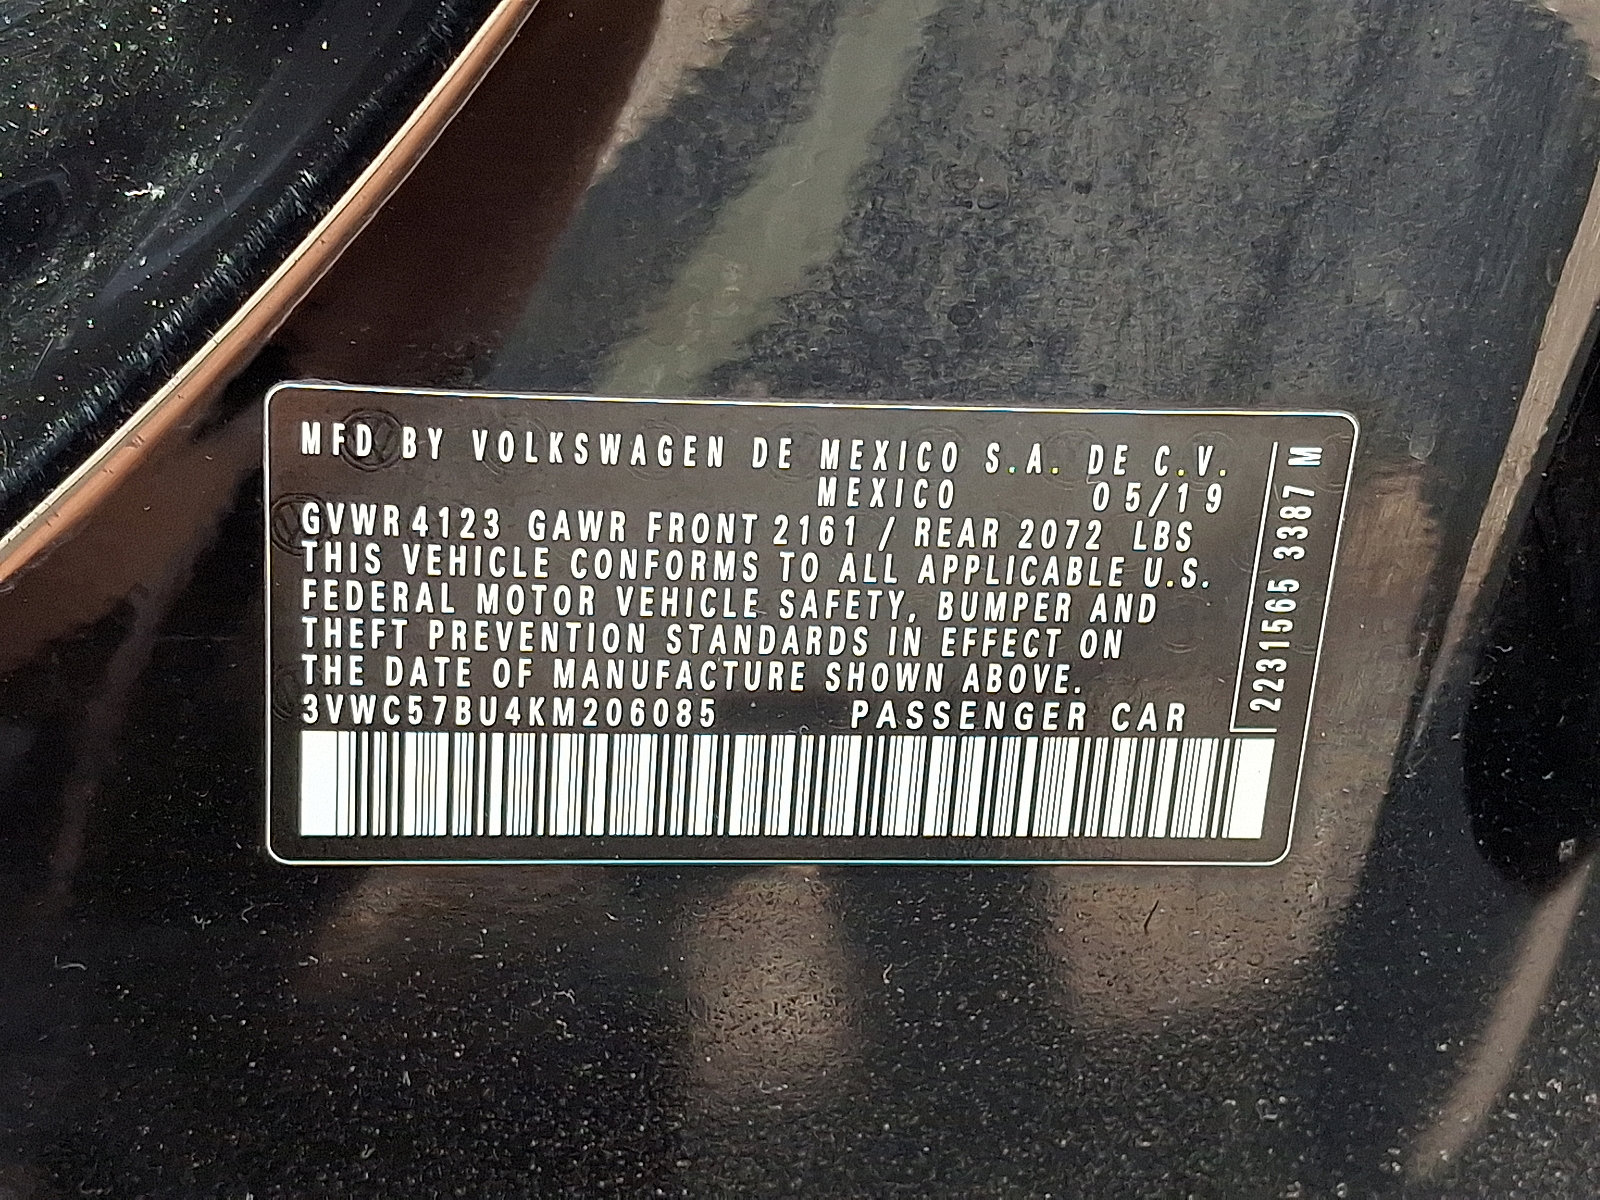 MFD BY VOLKSWAGEN DE MEXICO S.A. DE C.V.
MEXICO 05/19
GVWR 4123 GAWR FRONT 2161 / REAR 2072 LBS
THIS VEHICLE CONFORMS TO ALL APPLICABLE U.S.
FEDERAL MOTOR VEHICLE SAFETY, BUMPER AND
THEFT PREVENTION STANDARDS IN EFFECT ON
THE DATE OF MANUFACTURE SHOWN ABOVE.
3VWC57BU4KM206085 PASSENGER CAR
2231565 3387 M